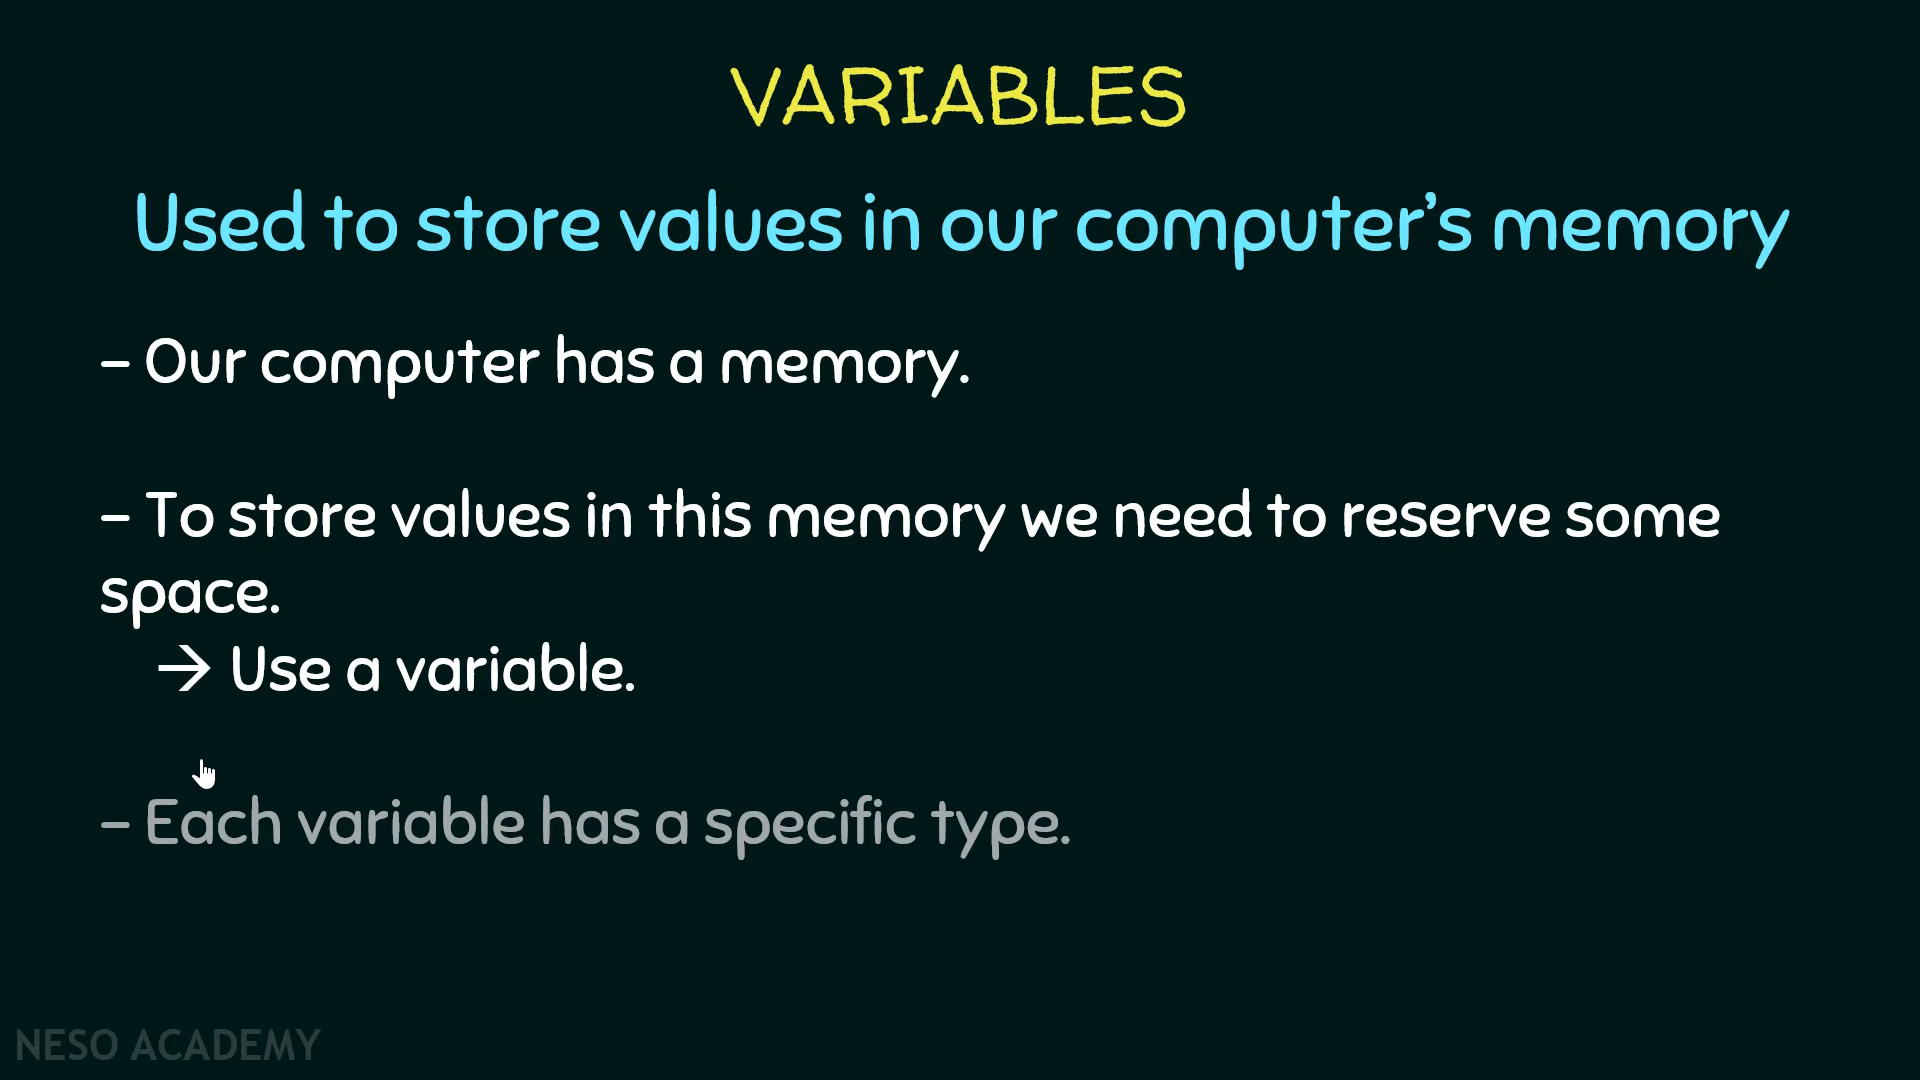 VARIABLES
Used to store values in our computer’s memory
– Our computer has a memory.
– To store values in this memory we need to reserve some
space.
→ Use a variable.
– Each variable has a specific type.
NESO ACADEMY